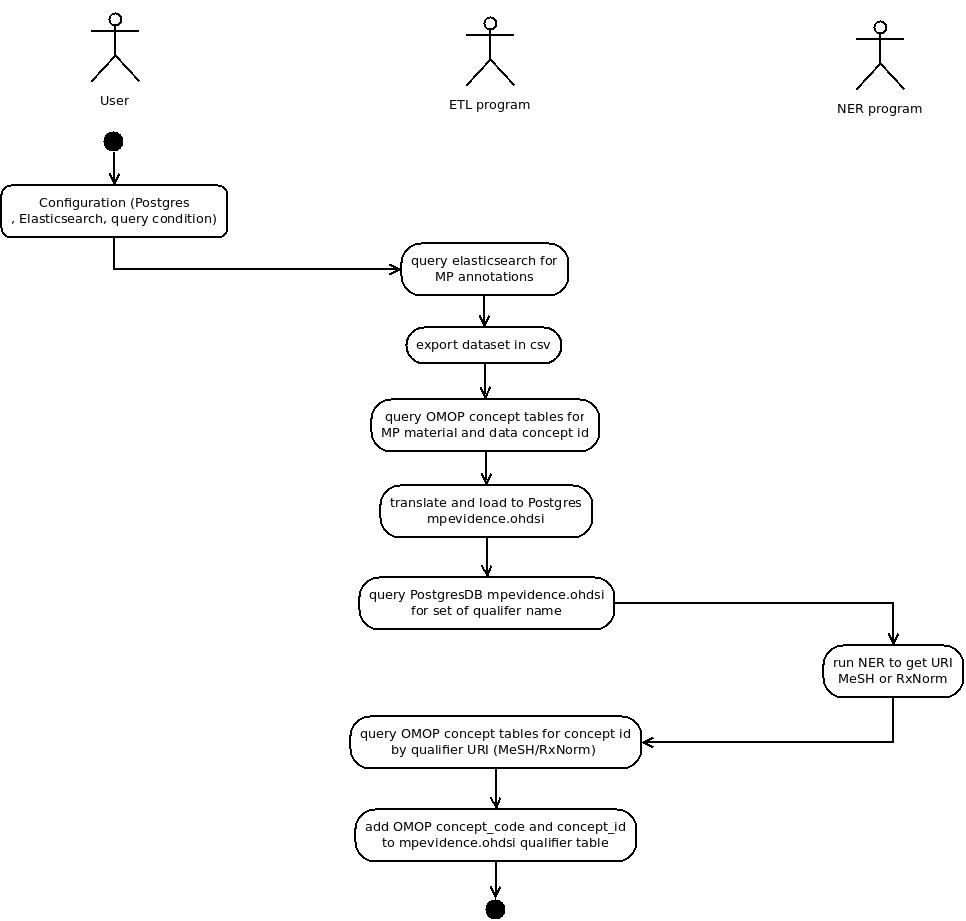 User
ETL program
NER program
Configuration (Postgres
, Elasticsearch, query condition)
query elasticsearch for
MP annotations
export dataset in csv
query OMOP concept tables for
MP material and data concept id
translate and load to Postgres
mpevidence.ohdsi
query PostgresDB mpevidence.ohdsi
for set of qualifer name
run NER to get URI
MeSH or RxNorm
query OMOP concept tables for concept id
by qualifier URI (MeSH/RxNorm)
add OMOP concept_code and concept_id
to mpevidence.ohdsi qualifier table